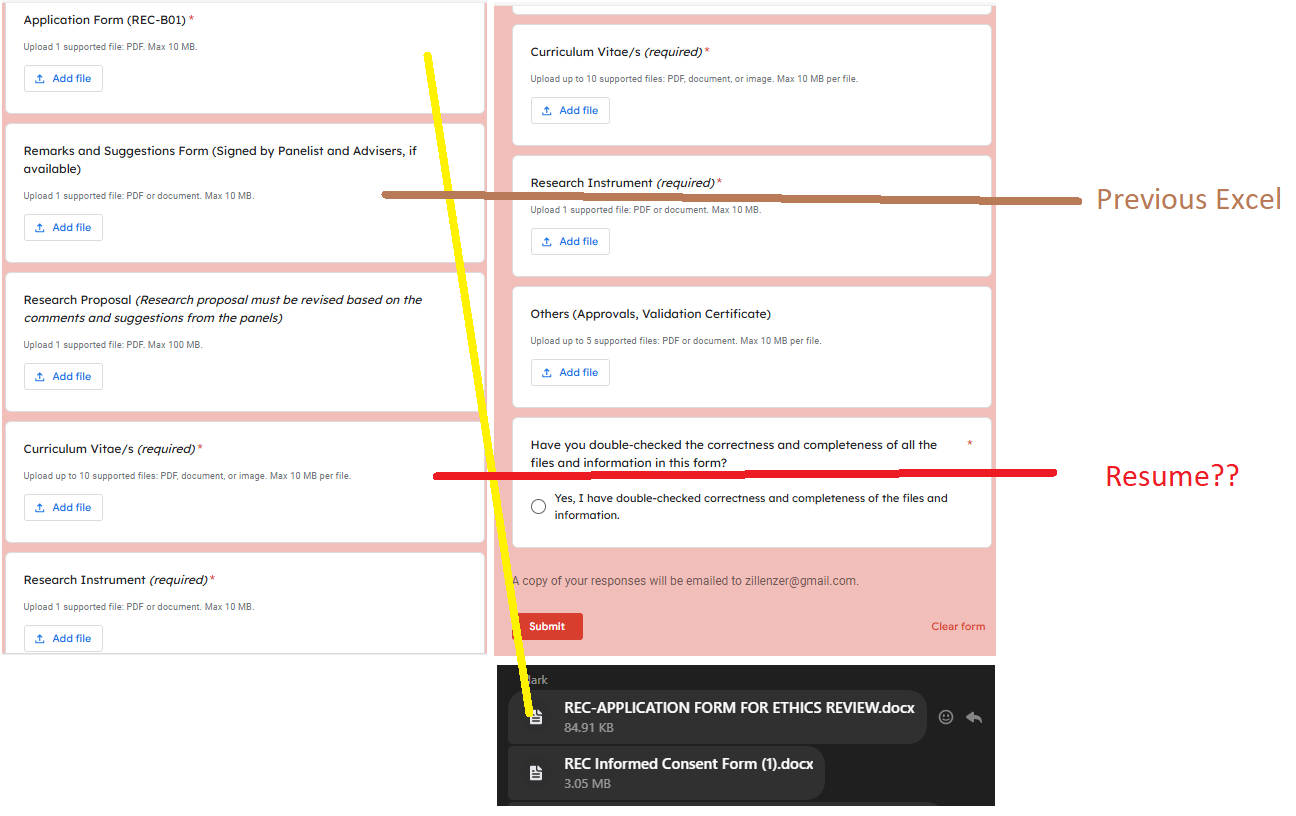 Application Form (REC-B01) *
Upload 1 supported file: PDF. Max 10 MB.
Add file
Remarks and Suggestions Form (Signed by Panelist and Advisers, if
available)
Upload 1 supported file: PDF or document. Max 10 MB.
Add file
Research Proposal (Research proposal must be revised based on the
comments and suggestions from the panels)
Upload 1 supported file: PDF. Max 100 MB.
Add file
Curriculum Vitae/s (required) *
Upload up to 10 supported files: PDF, document, or image. Max 10 MB per file.
Add file
Research Instrument (required) *
Upload 1 supported file: PDF or document. Max 10 MB.
Add file
Curriculum Vitae/s (required) *
Upload up to 10 supported files: PDF, document, or image. Max 10 MB per file.
Add file
Research Instrument (required) *
Upload 1 supported file: PDF or document. Max 10 MB.
Add file
Others (Approvals, Validation Certificate)
Upload up to 5 supported files: PDF or document. Max 10 MB per file.
Add file
Have you double-checked the correctness and completeness of all the *
files and information in this form?
Yes, I have double-checked correctness and completeness of the files and
information.
A copy of your responses will be emailed to zillenzer@gmail.com.
Submit
Clear form
Previous Excel
Resume??
REC-APPLICATION FORM FOR ETHICS REVIEW.docx
84.91 KB
REC Informed Consent Form (1).docx
3.05 MB